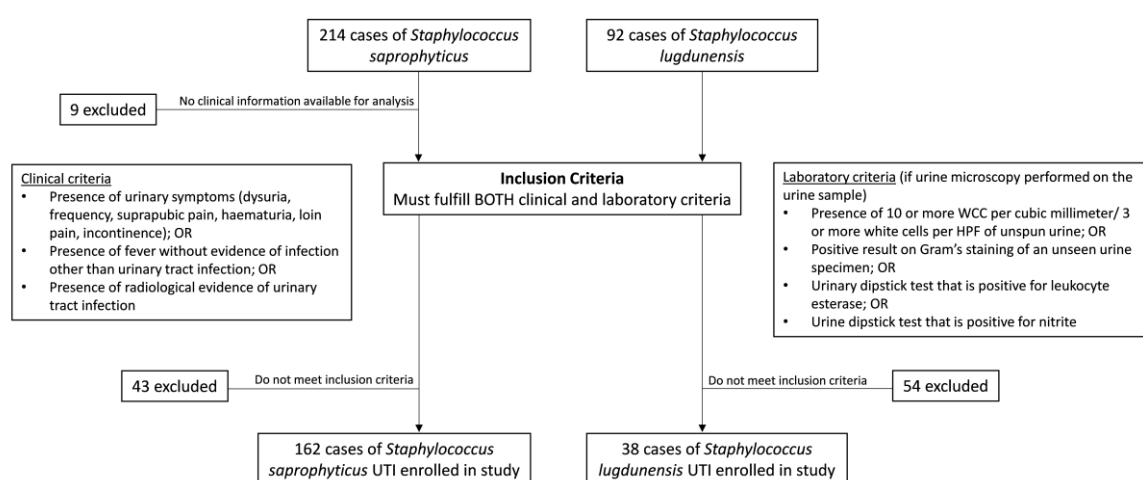 214 cases of Staphylococcus
saprophyticus
92 cases of Staphylococcus
lugdunensis
9 excluded
No clinical information available for analysis
Clinical criteria
• Presence of urinary symptoms (dysuria,
frequency, suprapubic pain, haematuria, loin
pain, incontinence); OR
• Presence of fever without evidence of infection
other than urinary tract infection; OR
• Presence of radiological evidence of urinary
tract infection
Inclusion Criteria
Must fulfill BOTH clinical and laboratory criteria
Laboratory criteria (if urine microscopy performed on the
urine sample)
• Presence of 10 or more WCC per cubic millimeter/ 3
or more white cells per HPF of unspun urine; OR
• Positive result on Gram's staining of an unseen urine
specimen; OR
• Urinary dipstick test that is positive for leukocyte
esterase; OR
• Urine dipstick test that is positive for nitrite
43 excluded
Do not meet inclusion criteria
Do not meet inclusion criteria
54 excluded
162 cases of Staphylococcus
saprophyticus UTI enrolled in study
38 cases of Staphylococcus
lugdunensis UTI enrolled in study